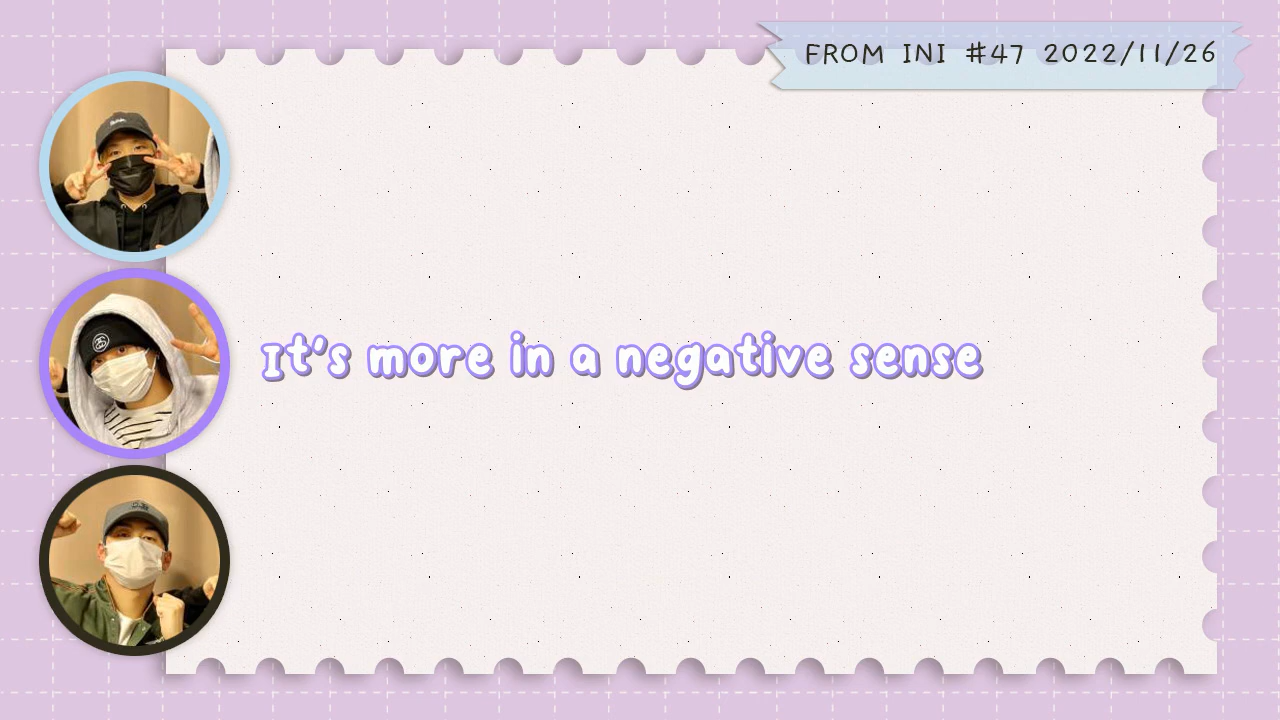 FROM INI #47 2022/11/26
It's more in a negative sense